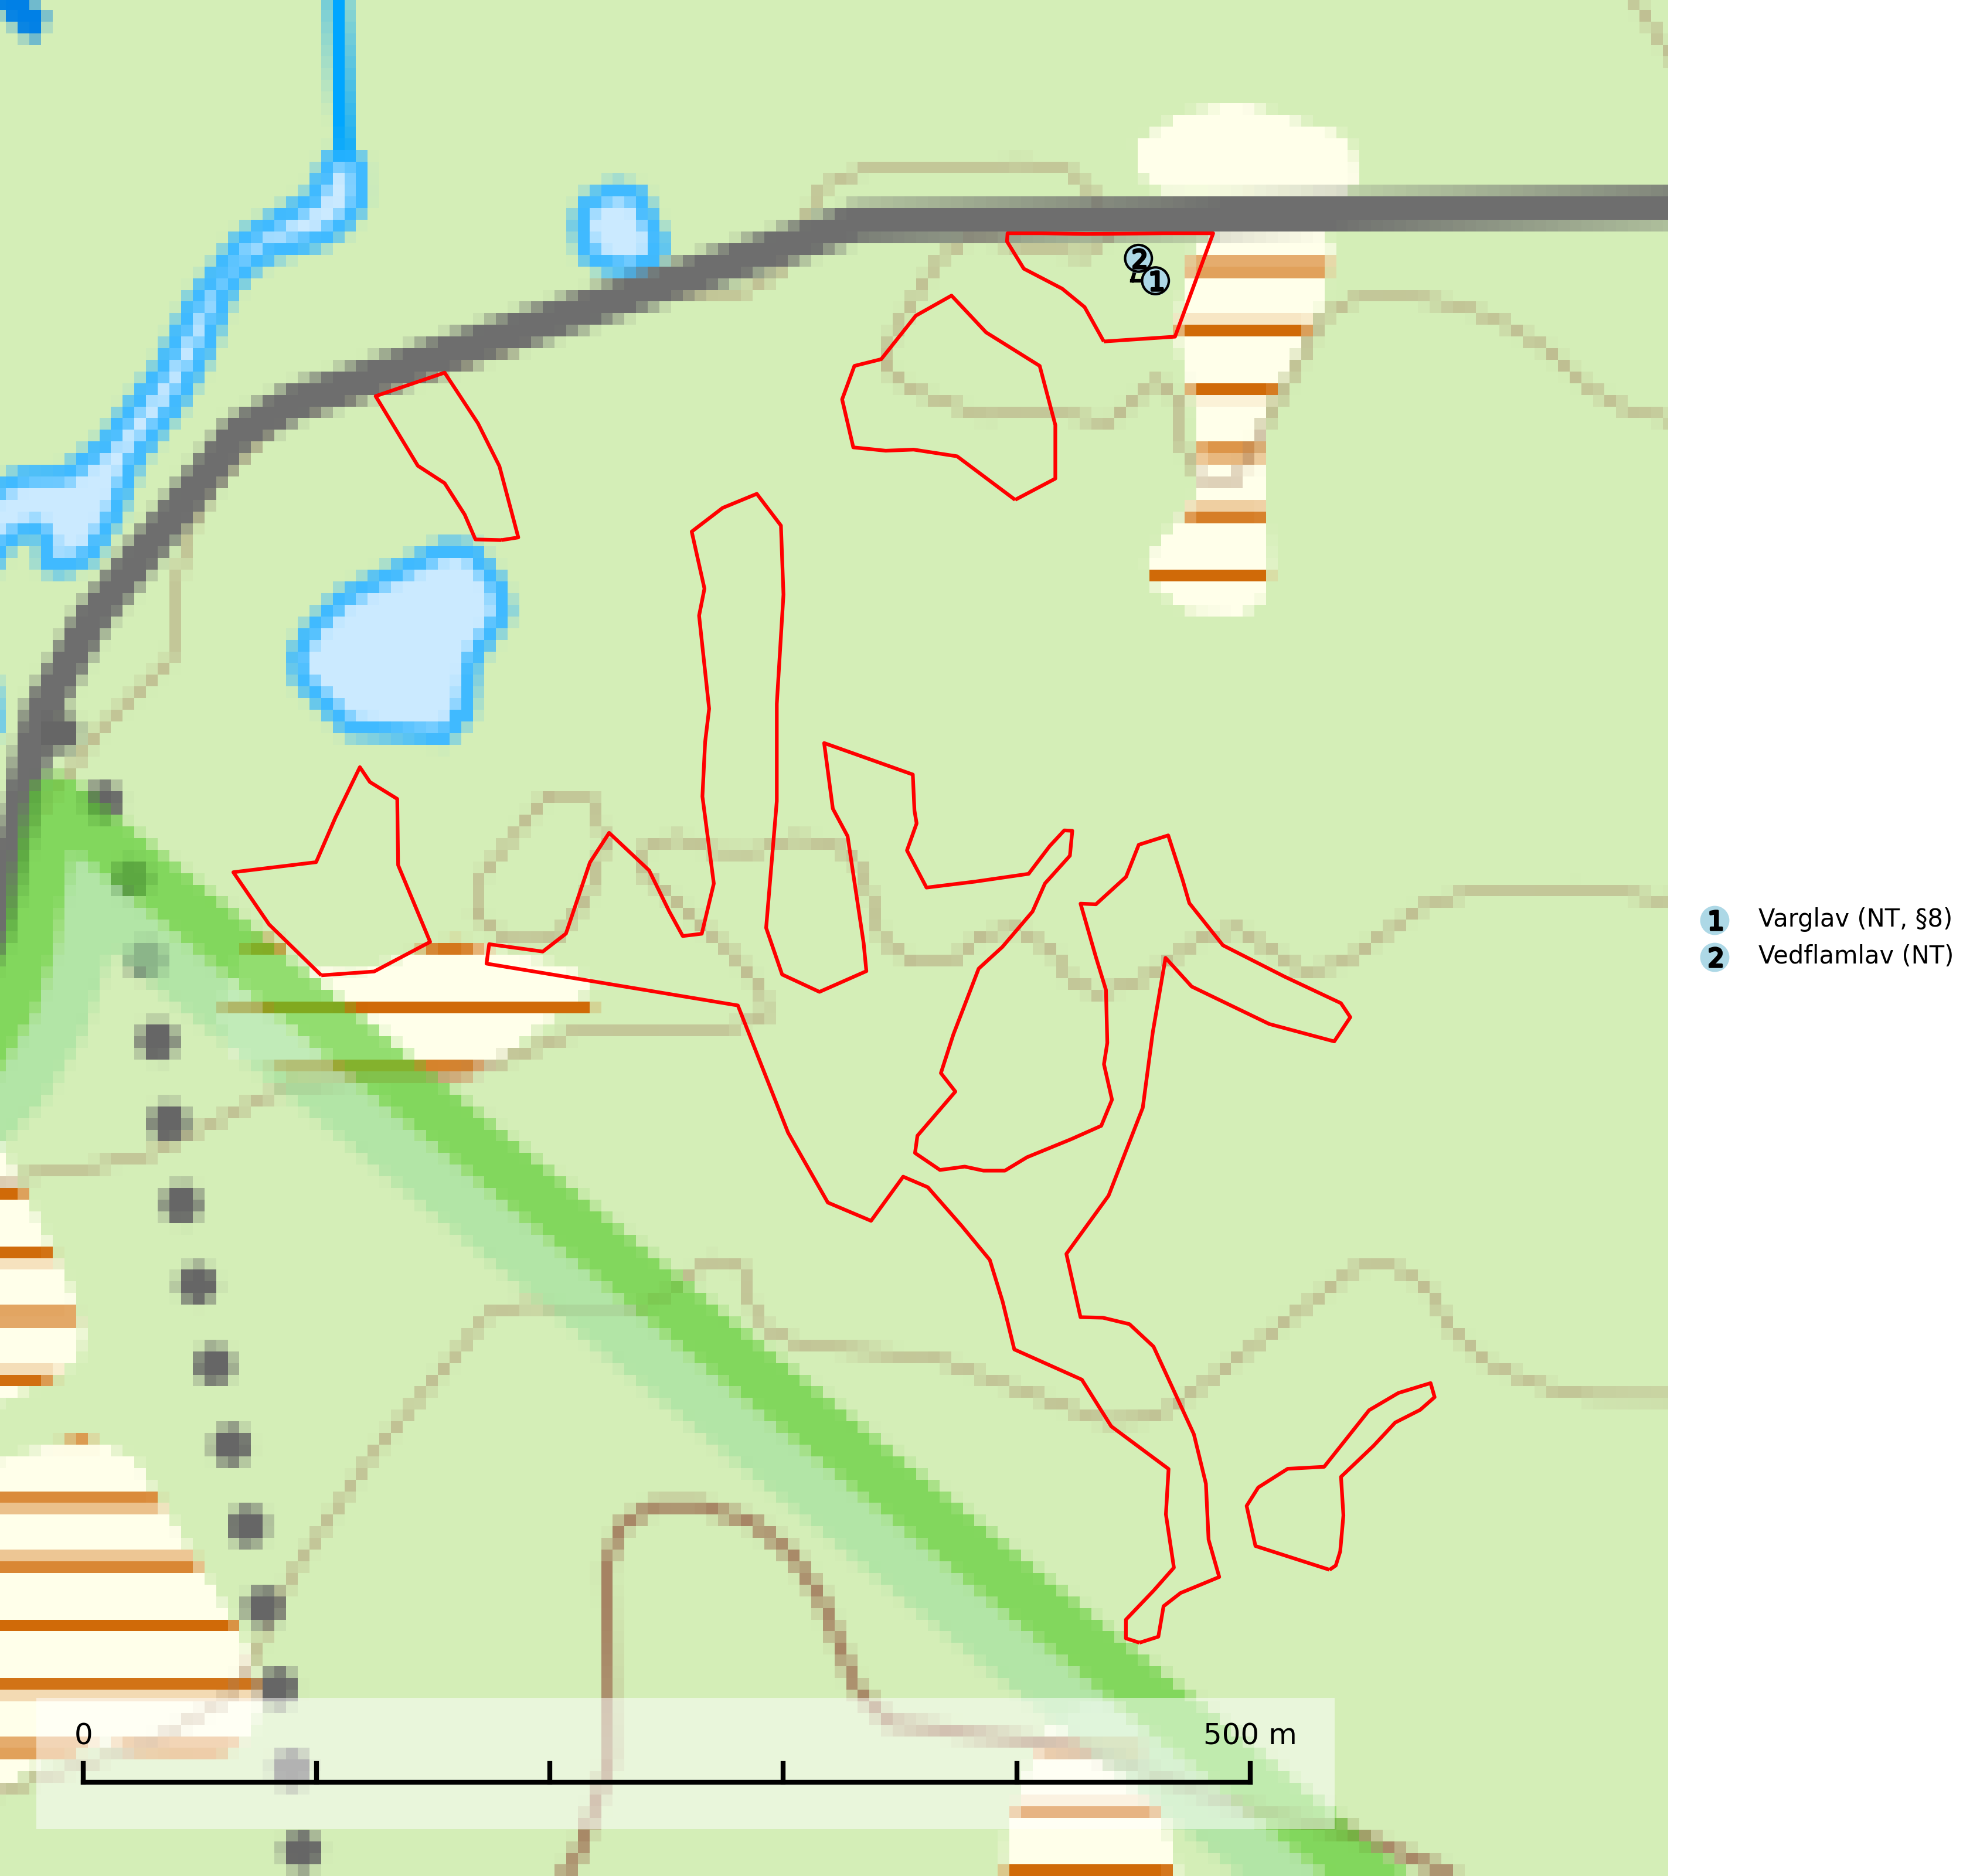 2
1
1 Varglav (NT, §8)
2 Vedflamlav (NT)
0 500 m